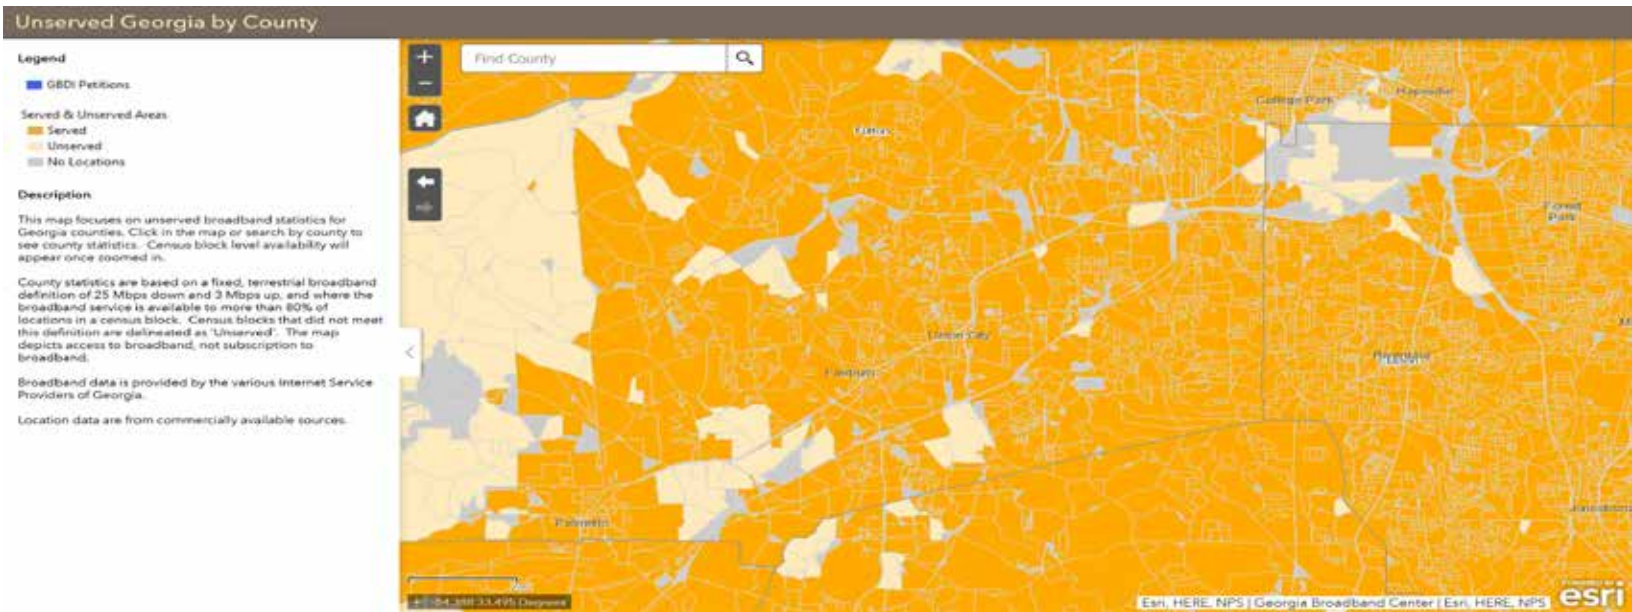 Unserved Georgia by County
Legend
GBDI Petitions
Served & Unserved Areas
Served
Unserved
No Locations
Description
This map focuses on unserved broadband statistics for
Georgia counties. Click in the map or search by county to
see county statistics. Census block level availability will
appear once zoomed in.
County statistics are based on a fixed, terrestrial broadband
definition of 25 Mbps down and 3 Mbps up, and where the
broadband service is available to more than 80% of
locations in a census block. Census blocks that did not meet
this definition are delineated as 'Unserved'. The map
depicts access to broadband, not subscription to
broadband.
Broadband data is provided by the various Internet Service
Providers of Georgia.
Location data are from commercially available sources.
Find County
College Park
Hapeville
Fulton
Forest
Park
Union City
Fairburn
Riverdale
Palmetto
Jonesboro
Esri, HERE, NPS | Georgia Broadband Center | Esri, HERE, NPS
POWERED BY
esri